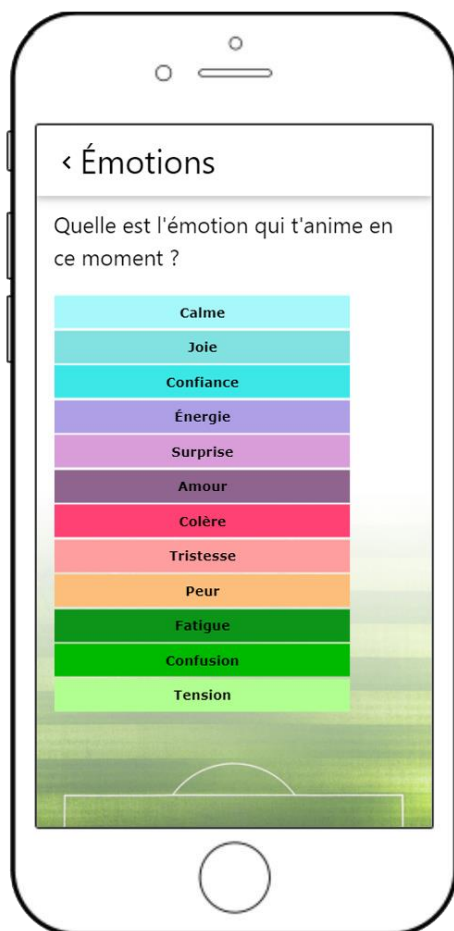 ‹ Émotions
Quelle est l'émotion qui t'anime en
ce moment ?
Calme
Joie
Confiance
Énergie
Surprise
Amour
Colère
Tristesse
Peur
Fatigue
Confusion
Tension